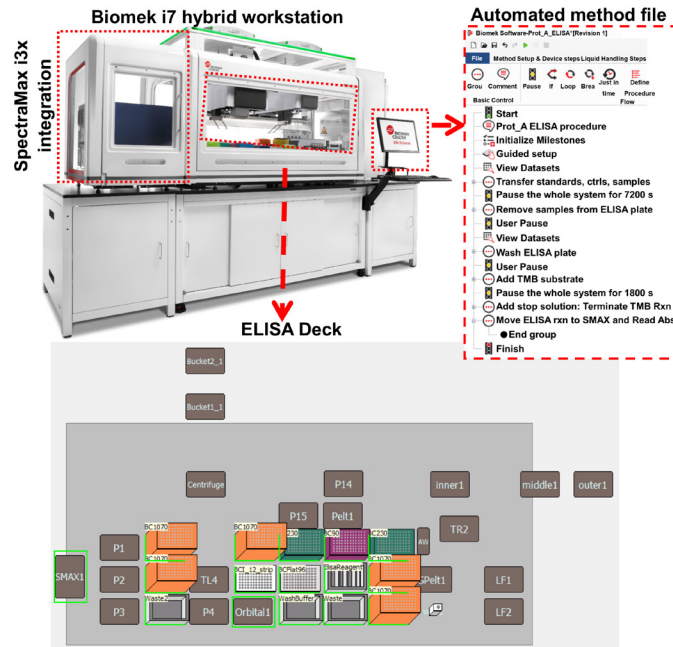 Biomek i7 hybrid workstation
Automated method file
SpectraMax i3x
integration
Biomek Software-Prot_A_ELISA*[Revision 1]
File Method Setup & Device steps Liquid Handling Steps
Grou Comment Pause If Loop Brea Just In Define
time Procedure
Basic Control Flow
Start
Prot_A ELISA procedure
Initialize Milestones
Guided setup
View Datasets
Transfer standards, ctrls, samples
Pause the whole system for 7200 s
Remove samples from ELISA plate
User Pause
View Datasets
Wash ELISA plate
User Pause
Add TMB substrate
Pause the whole system for 1800 s
Add stop solution: Terminate TMB Rxn
Move ELISA rxn to SMAX and Read Abs
End group
Finish
ELISA Deck
Bucket2_1
Bucket1_1
Centrifuge P14 inner1 middle1 outer1
P15 Pelt1
BC1070 BC1070 C230 BC90 BC230 AW TR2
P1
BC1070 BCI_12_strip BCFlat96 ElisaReagent BC1070
SMAX1 P2 TL4 SPelt1 LF1
Waste2 WashBuffer Waste BC1070
P3 P4 Orbital1 LF2